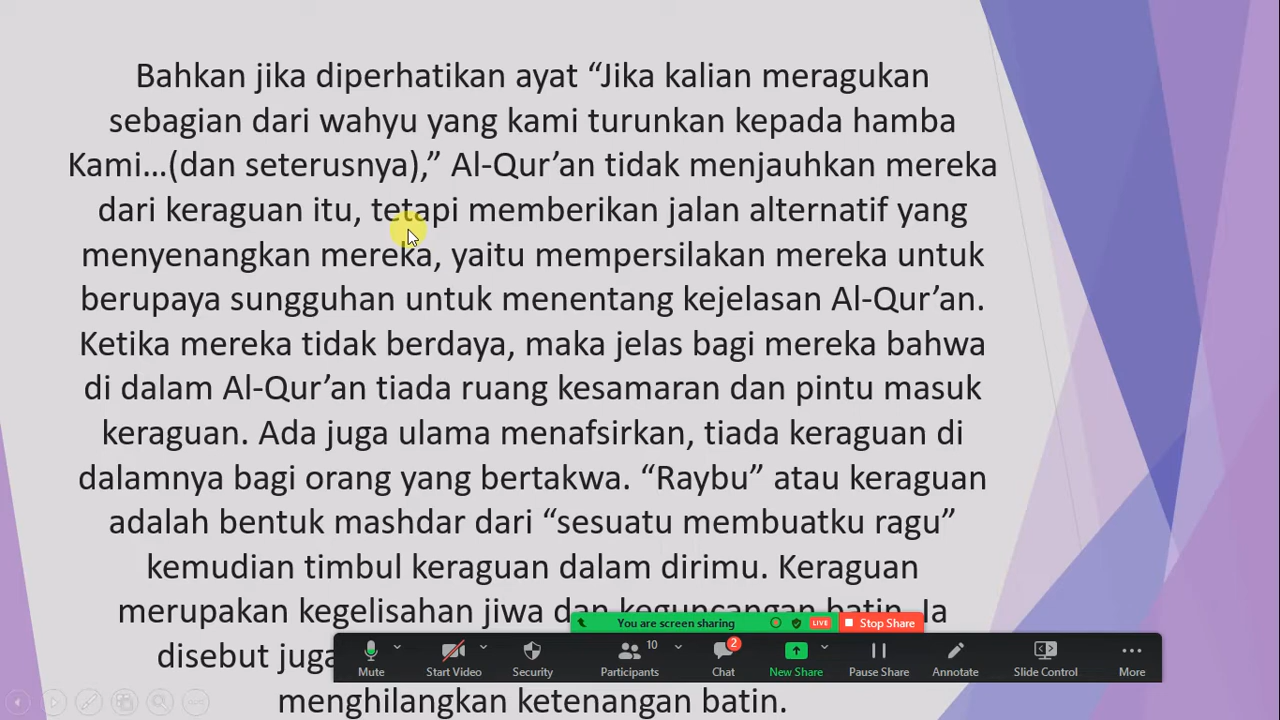 Bahkan jika diperhatikan ayat “Jika kalian meragukan
sebagian dari wahyu yang kami turunkan kepada hamba
Kami…(dan seterusnya),” Al-Qur’an tidak menjauhkan mereka
dari keraguan itu, tetapi memberikan jalan alternatif yang
menyenangkan mereka, yaitu mempersilakan mereka untuk
berupaya sungguhan untuk menentang kejelasan Al-Qur’an.
Ketika mereka tidak berdaya, maka jelas bagi mereka bahwa
di dalam Al-Qur’an tiada ruang kesamaran dan pintu masuk
keraguan. Ada juga ulama menafsirkan, tiada keraguan di
dalamnya bagi orang yang bertakwa. “Raybu” atau keraguan
adalah bentuk mashdar dari “sesuatu membuatku ragu”
kemudian timbul keraguan dalam dirimu. Keraguan
merupakan kegelisahan jiwa dan keguncangan batin. Ia
You are screen sharing LIVE Stop Share
disebut juga
10 2
Mute Start Video Security Participants Chat New Share Pause Share Annotate Slide Control More
menghilangkan ketenangan batin.